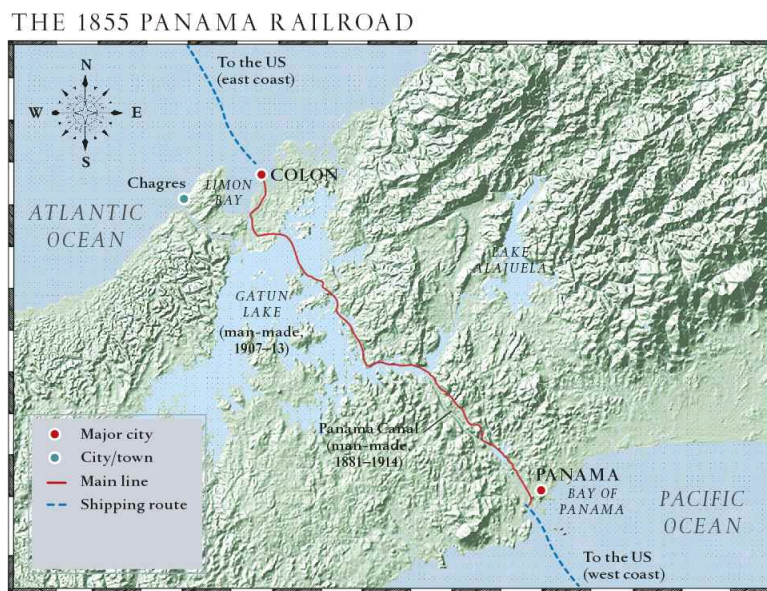 THE 1855 PANAMA RAILROAD
To the US
(east coast)
N
W
E
S
Chagres
LIMON
BAY
COLON
ATLANTIC
OCEAN
LAKE
ALAJUELA
GATUN
LAKE
(man-made,
1907–13)
Panama Canal
(man-made,
1881–1914)
Major city
City/town
Main line
Shipping route
PANAMA
BAY OF
PANAMA
PACIFIC
OCEAN
To the US
(west coast)